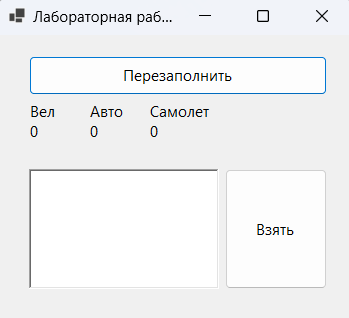 Лабораторная раб...
Перезаполнить
Вел Авто Самолет
0 0 0
Взять